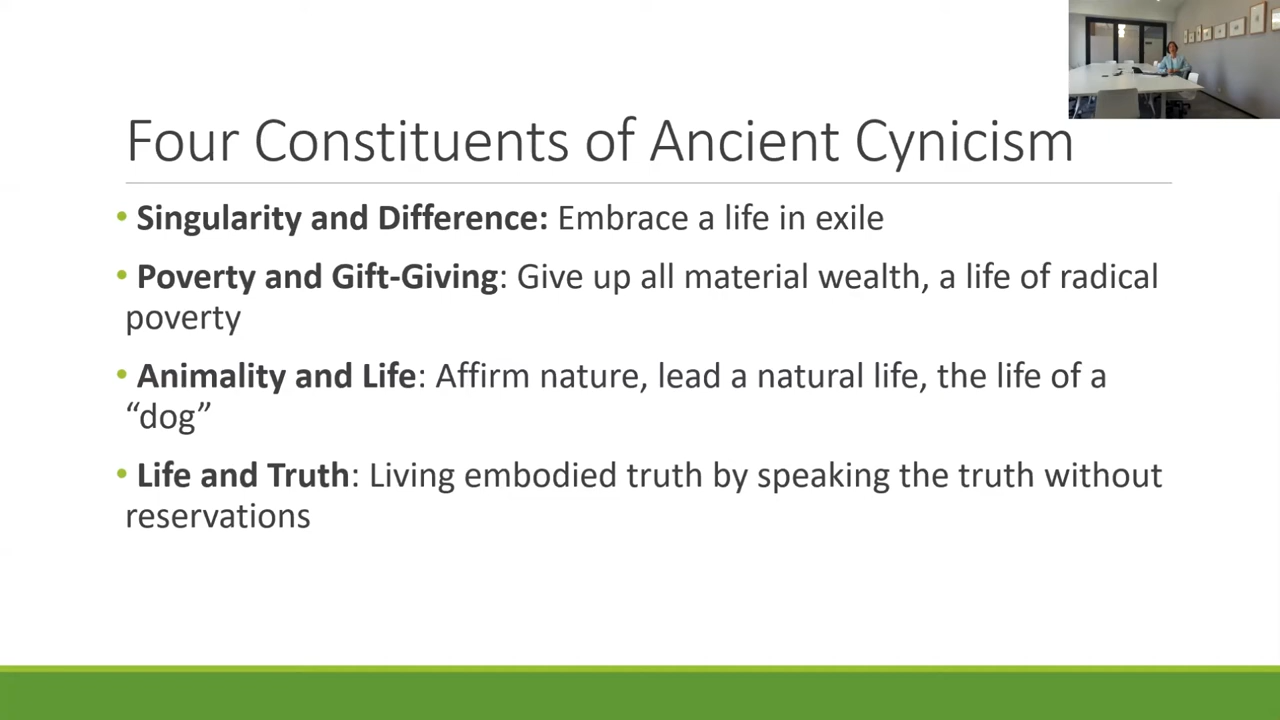 Four Constituents of Ancient Cynicism
• Singularity and Difference: Embrace a life in exile
• Poverty and Gift-Giving: Give up all material wealth, a life of radical
poverty
• Animality and Life: Affirm nature, lead a natural life, the life of a
“dog”
• Life and Truth: Living embodied truth by speaking the truth without
reservations